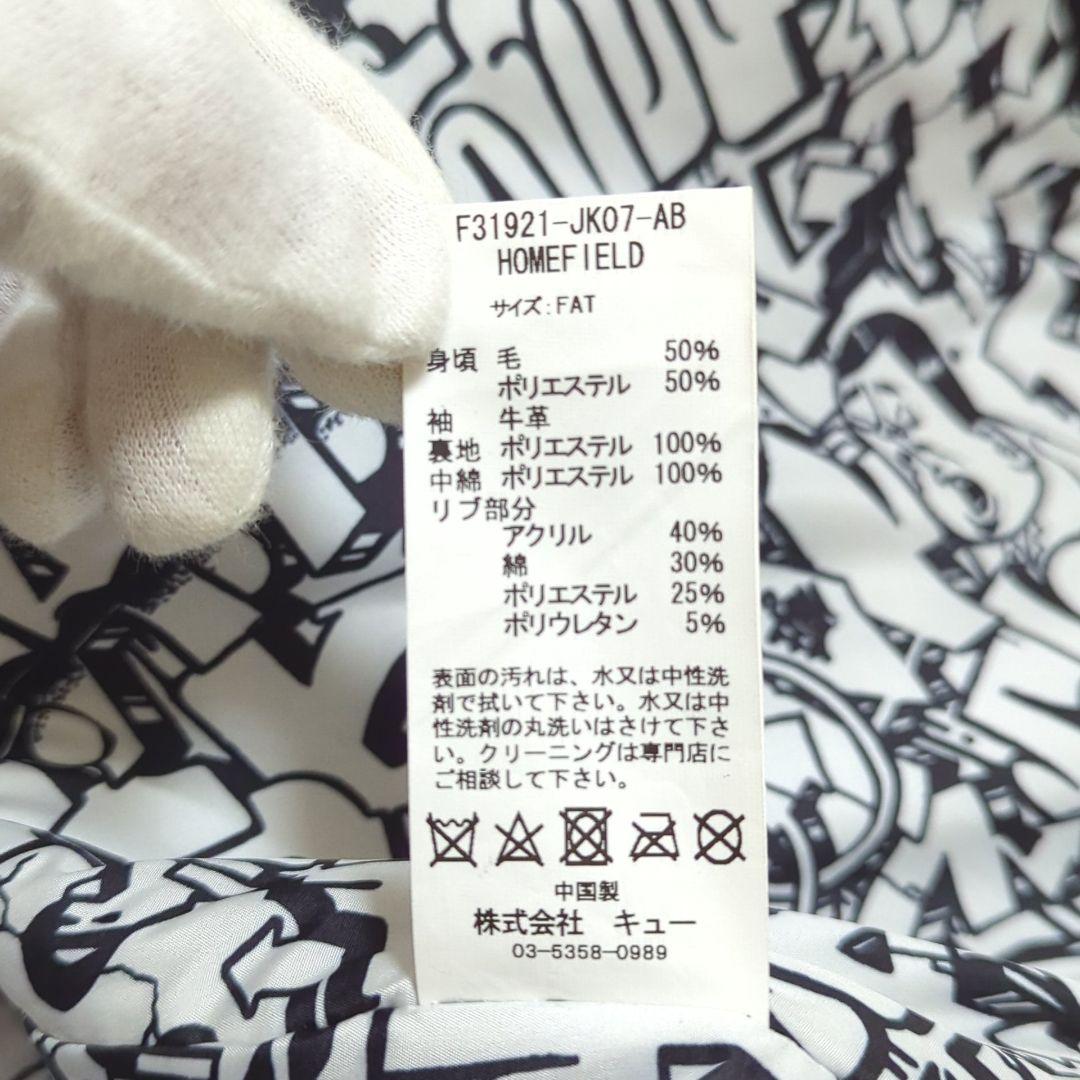 F31921-JK07-AB
HOMEFIELD
サイズ:FAT
身頃 毛 50%
ポリエステル 50%
袖 牛革
裏地 ポリエステル 100%
中綿 ポリエステル 100%
リブ部分
アクリル 40%
綿 30%
ポリエステル 25%
ポリウレタン 5%
表面の汚れは、水又は中性洗
剤で拭いて下さい。水又は中
性洗剤の丸洗いはさけて下さ
い。クリーニングは専門店に
ご相談して下さい。
中国製
株式会社 キュー
03-5358-0989